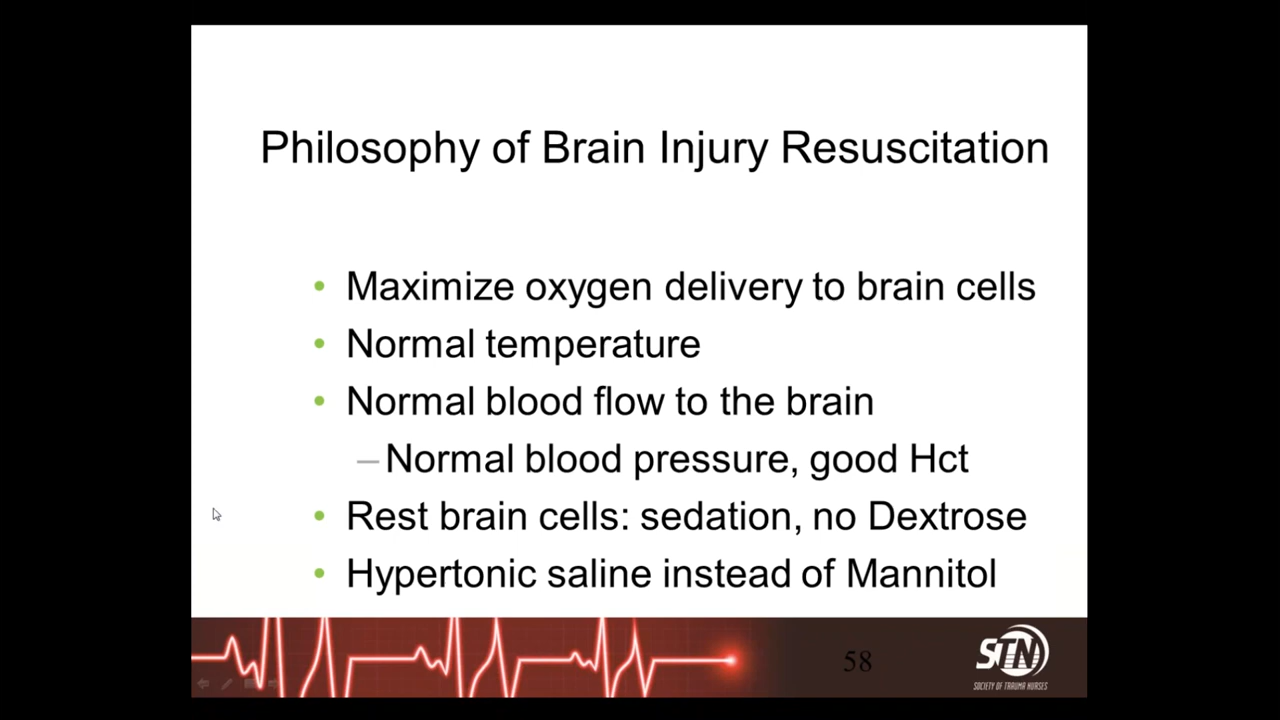 Philosophy of Brain Injury Resuscitation
• Maximize oxygen delivery to brain cells
• Normal temperature
• Normal blood flow to the brain
– Normal blood pressure, good Hct
• Rest brain cells: sedation, no Dextrose
• Hypertonic saline instead of Mannitol
58
STN
SOCIETY OF TRAUMA NURSES